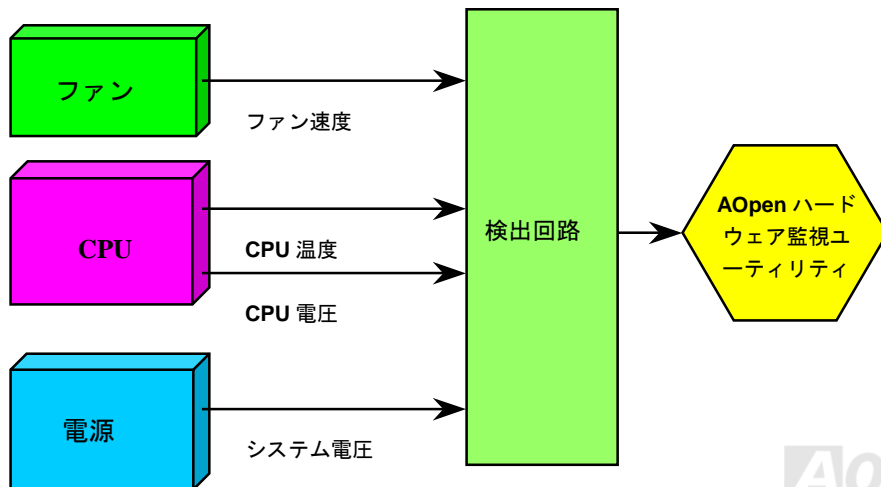 ファン
ファン速度
CPU
CPU 温度
CPU 電圧
電源
システム電圧
検出回路
AOpen ハード
ウェア監視ユ
ーティリティ